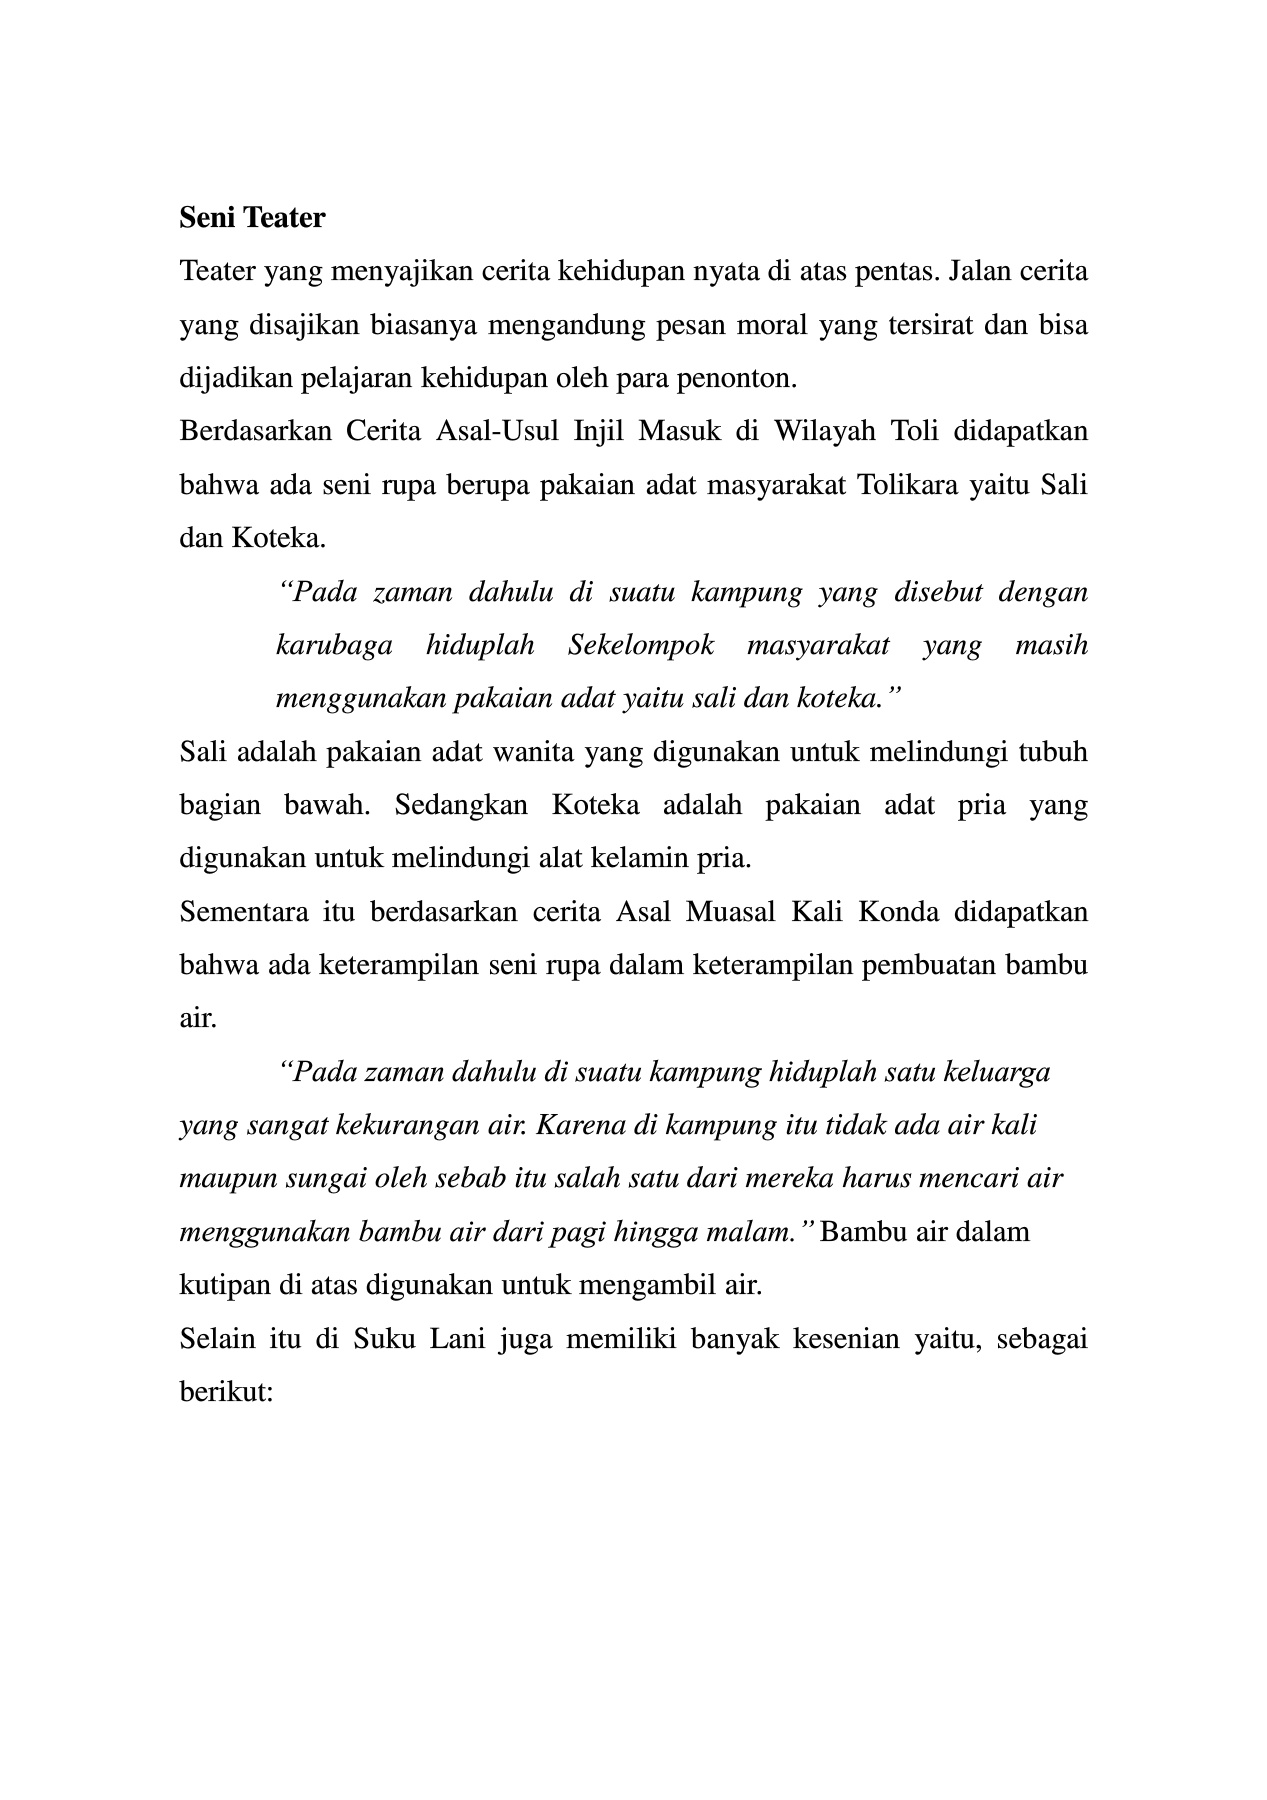 Seni Teater
Teater yang menyajikan cerita kehidupan nyata di atas pentas. Jalan cerita
yang disajikan biasanya mengandung pesan moral yang tersirat dan bisa
dijadikan pelajaran kehidupan oleh para penonton.
Berdasarkan Cerita Asal-Usul Injil Masuk di Wilayah Toli didapatkan
bahwa ada seni rupa berupa pakaian adat masyarakat Tolikara yaitu Sali
dan Koteka.
“Pada zaman dahulu di suatu kampung yang disebut dengan
karubaga hiduplah Sekelompok masyarakat yang masih
menggunakan pakaian adat yaitu sali dan koteka.”
Sali adalah pakaian adat wanita yang digunakan untuk melindungi tubuh
bagian bawah. Sedangkan Koteka adalah pakaian adat pria yang
digunakan untuk melindungi alat kelamin pria.
Sementara itu berdasarkan cerita Asal Muasal Kali Konda didapatkan
bahwa ada keterampilan seni rupa dalam keterampilan pembuatan bambu
air.
“Pada zaman dahulu di suatu kampung hiduplah satu keluarga
yang sangat kekurangan air. Karena di kampung itu tidak ada air kali
maupun sungai oleh sebab itu salah satu dari mereka harus mencari air
menggunakan bambu air dari pagi hingga malam.” Bambu air dalam
kutipan di atas digunakan untuk mengambil air.
Selain itu di Suku Lani juga memiliki banyak kesenian yaitu, sebagai
berikut: